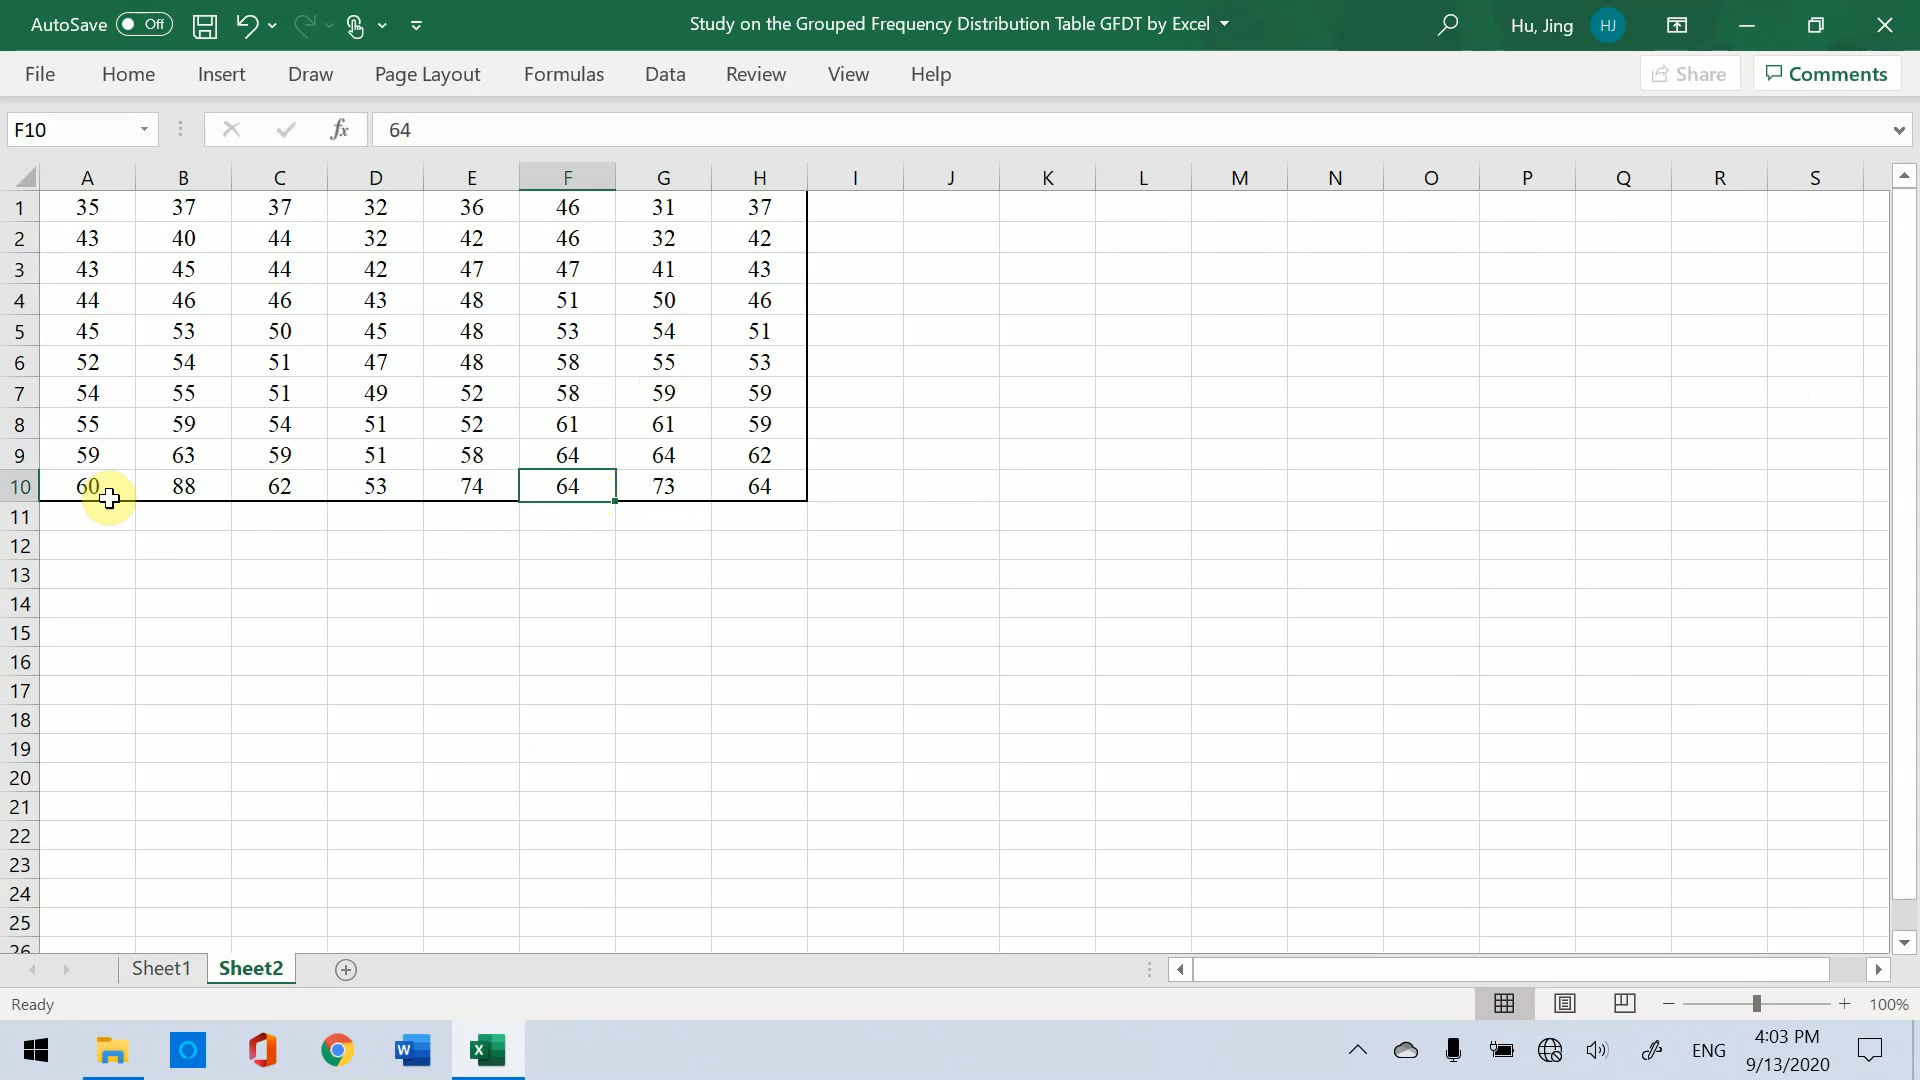 AutoSave Off Study on the Grouped Frequency Distribution Table GFDT by Excel Hu, Jing HJ
File Home Insert Draw Page Layout Formulas Data Review View Help Share Comments
F10 fx 64
A B C D E F G H I J K L M N O P Q R S
1 35 37 37 32 36 46 31 37
2 43 40 44 32 42 46 32 42
3 43 45 44 42 47 47 41 43
4 44 46 46 43 48 51 50 46
5 45 53 50 45 48 53 54 51
6 52 54 51 47 48 58 55 53
7 54 55 51 49 52 58 59 59
8 55 59 54 51 52 61 61 59
9 59 63 59 51 58 64 64 62
10 60 88 62 53 74 64 73 64
11
12
13
14
15
16
17
18
19
20
21
22
23
24
25
26
Sheet1 Sheet2
Ready 100%
W X ENG 4:03 PM
9/13/2020